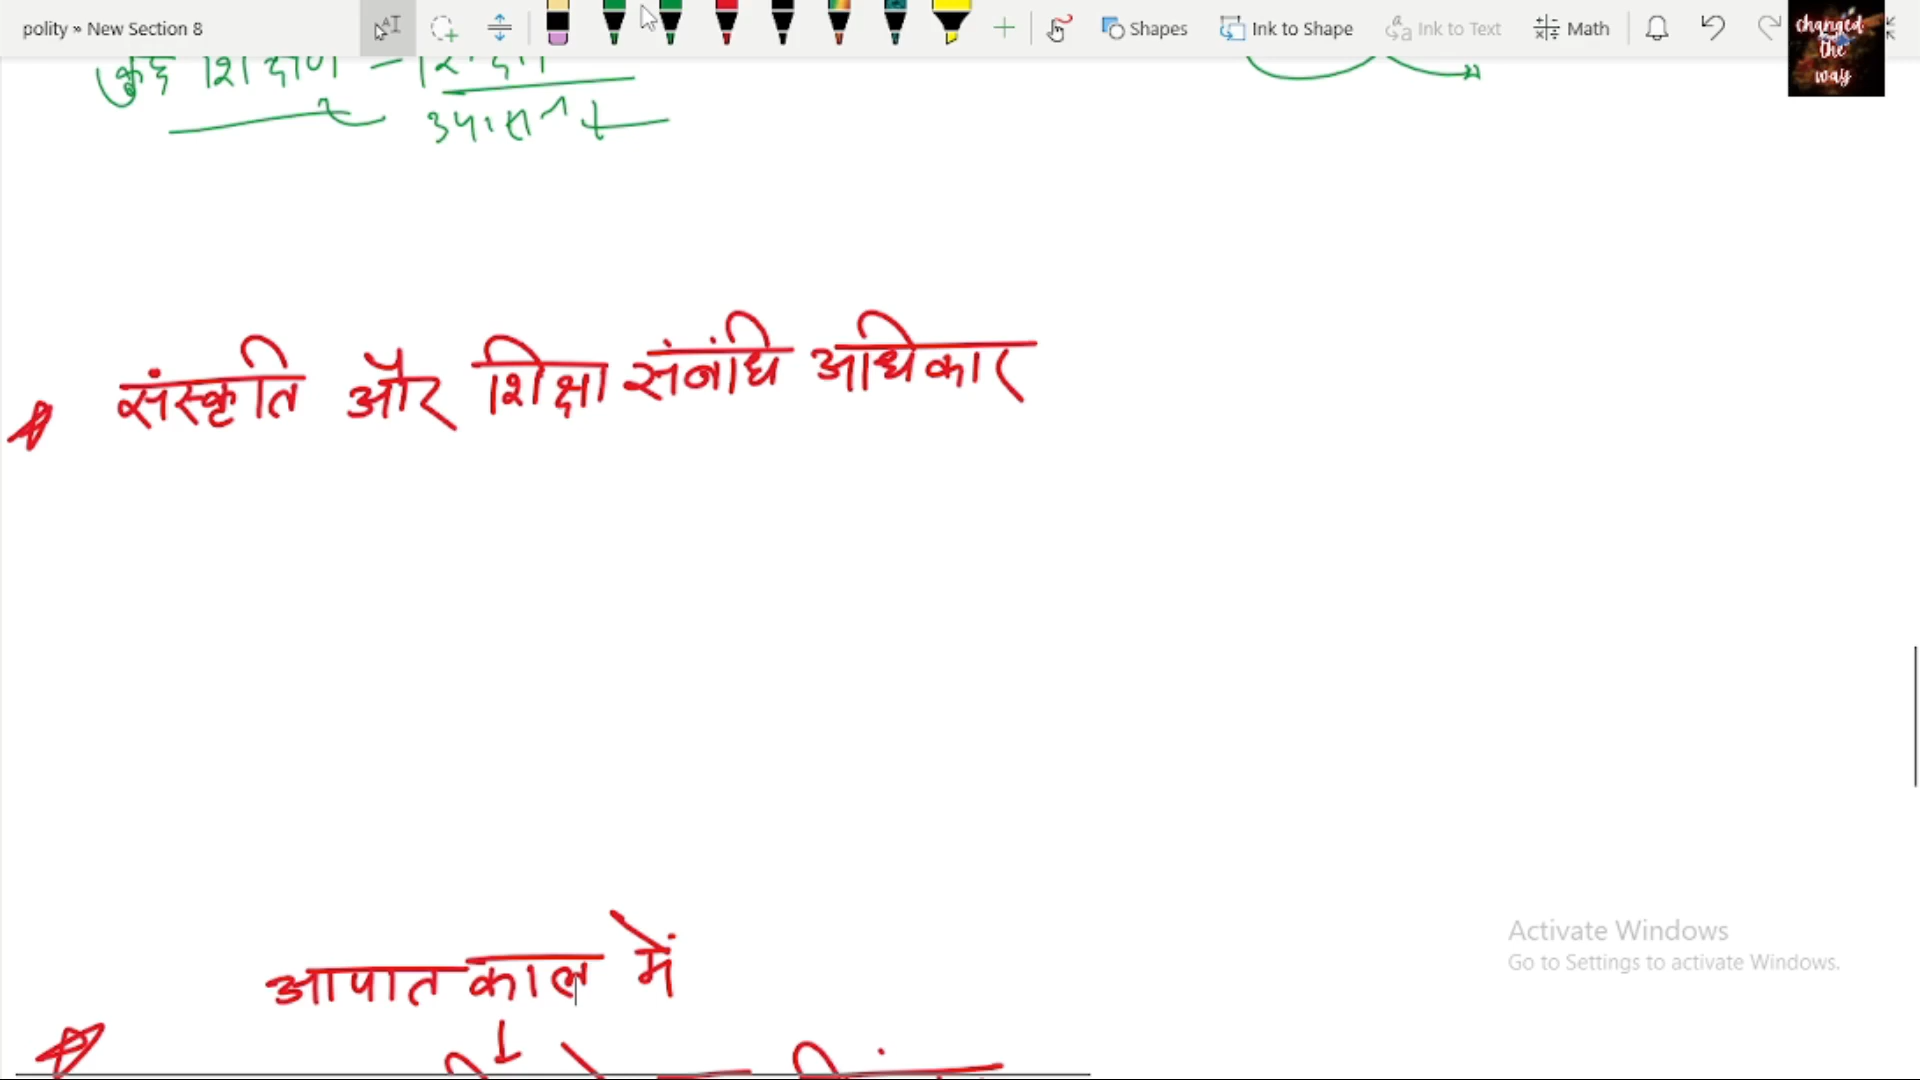 polity » New Section 8
Shapes
Ink to Shape
Ink to Text
Math
changed
the
way
संस्कृति और शिक्षा संबंधि अधिकार
आपातकाल में
Activate Windows
Go to Settings to activate Windows.